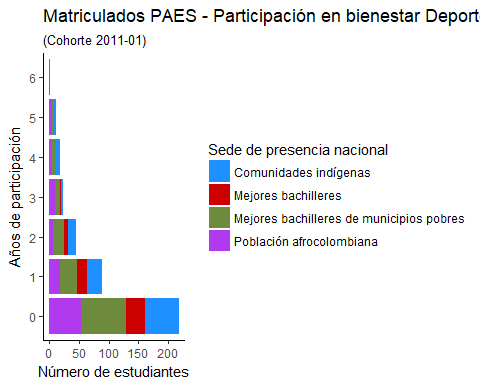 Matriculados PAES - Participación en bienestar Deport
(Cohorte 2011-01)
Años de participación
6
5
4
3
2
1
0
0 50 100 150 200
Número de estudiantes
Sede de presencia nacional
Comunidades indígenas
Mejores bachilleres
Mejores bachilleres de municipios pobres
Población afrocolombiana